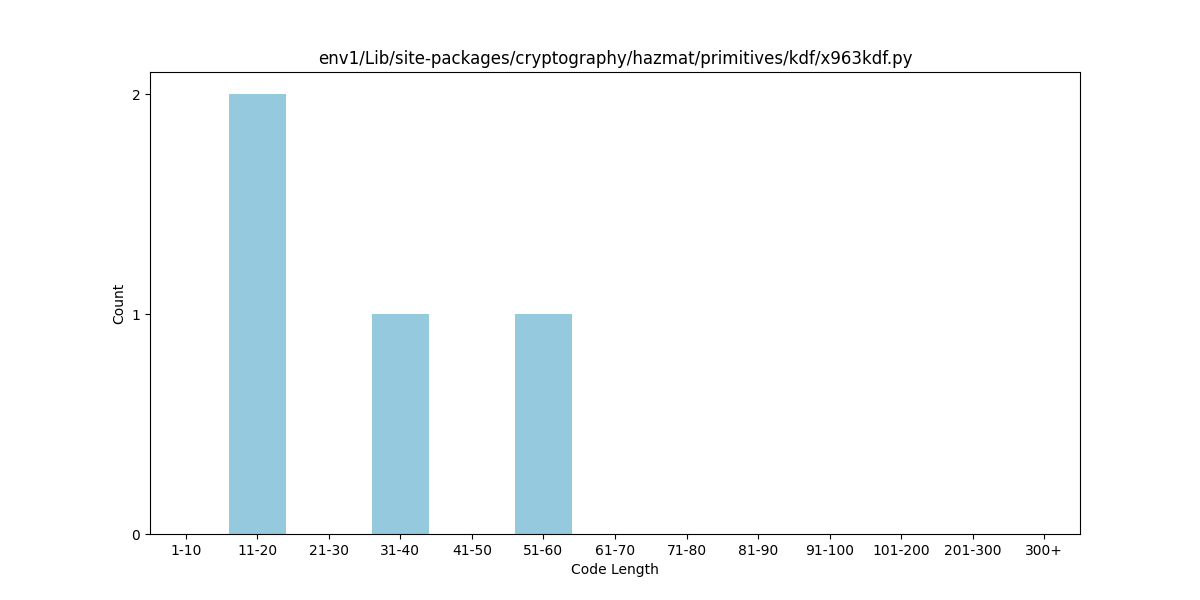 env1/Lib/site-packages/cryptography/hazmat/primitives/kdf/x963kdf.py
Count
2
1
0
1-10 11-20 21-30 31-40 41-50 51-60 61-70 71-80 81-90 91-100 101-200 201-300 300+
Code Length